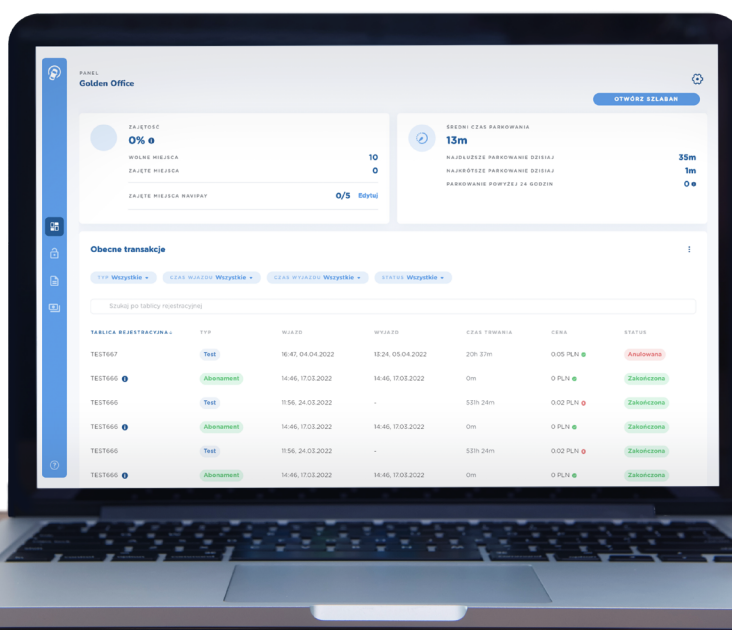 PANEL
Golden Office
OTWÓRZ SZLABAN
ZAJĘTOŚĆ
0%
WOLNE MIEJSCA 10
ZAJĘTE MIEJSCA 0
ZAJĘTE MIEJSCA NAVIPAY 0/5 Edytuj
ŚREDNI CZAS PARKOWANIA
13m
NAJDŁUŻSZE PARKOWANIE DZISIAJ 35m
NAJKRÓTSZE PARKOWANIE DZISIAJ 1m
PARKOWANIE POWYŻEJ 24 GODZIN 0
Obecne transakcje
TYP Wszystkie CZAS WJAZDU Wszystkie CZAS WYJAZDU Wszystkie STATUS Wszystkie
Szukaj po tablicy rejestracyjnej
TABLICA REJESTRACYJNA TYP WJAZD WYJAZD CZAS TRWANIA CENA STATUS
TEST667 Test 16:47, 04.04.2022 13:24, 05.04.2022 20h 37m 0.05 PLN Anulowana
TEST666 Abonament 14:46, 17.03.2022 14:46, 17.03.2022 0m 0 PLN Zakończona
TEST666 Test 11:56, 24.03.2022 - 531h 24m 0.02 PLN Zakończona
TEST666 Abonament 14:46, 17.03.2022 14:46, 17.03.2022 0m 0 PLN Zakończona
TEST666 Test 11:56, 24.03.2022 - 531h 24m 0.02 PLN Zakończona
TEST666 Abonament 14:46, 17.03.2022 14:46, 17.03.2022 0m 0 PLN Zakończona